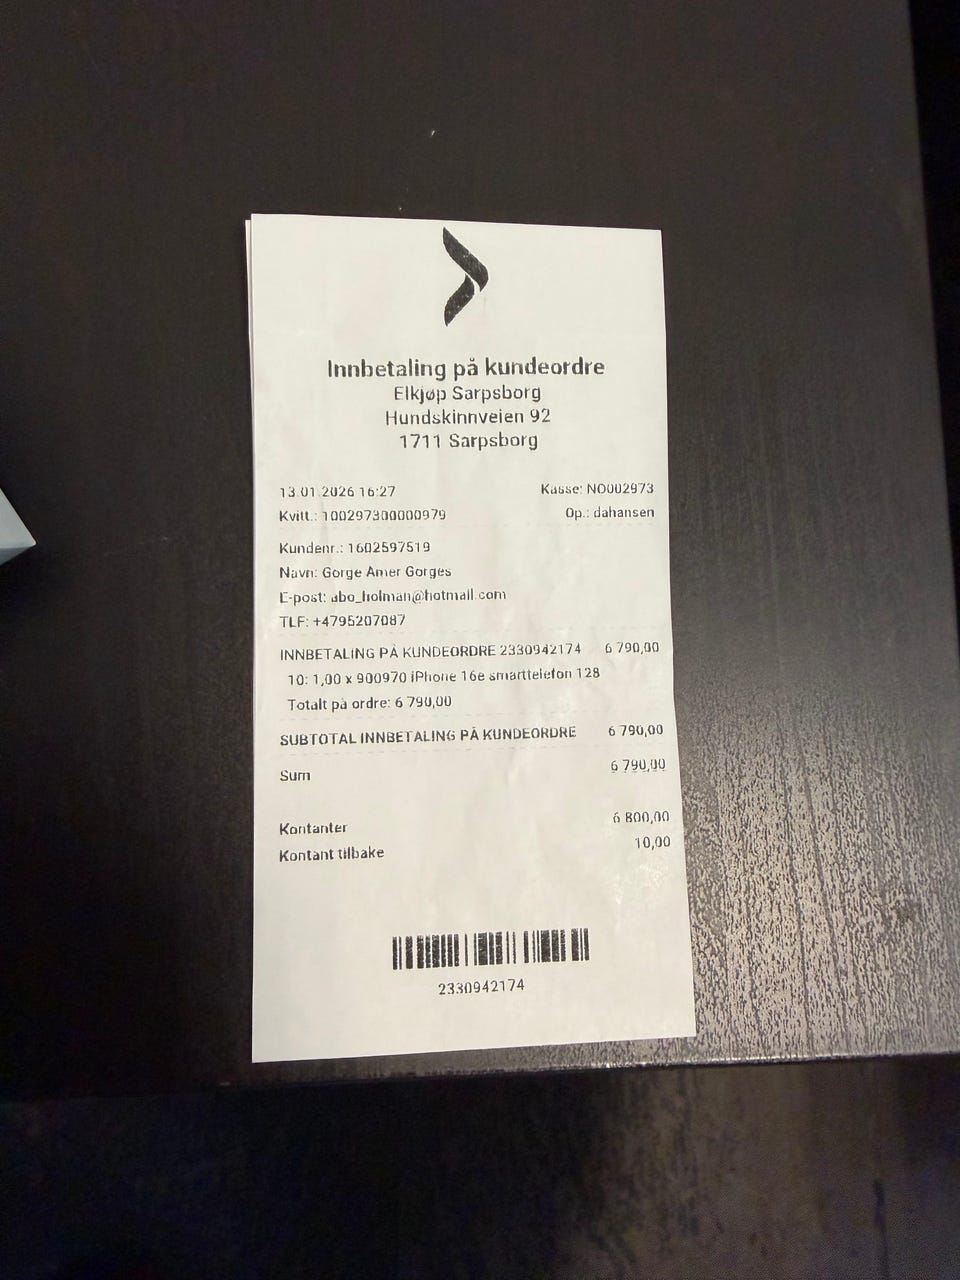 Innbetaling på kundeordre
Elkjøp Sarpsborg
Hundskinnveien 92
1711 Sarpsborg
13.01.2026 16:27 Kasse: NO002973
Kvitt.: 100297300000979 Op.: dahansen
Kundenr.: 1602597519
Navn: Gorge Amer Gorges
E-post: abo_holman@hotmail.com
TLF: +4795207087
INNBETALING PÅ KUNDEORDRE 2330942174 6 790,00
10: 1,00 x 900970 iPhone 16e smarttelefon 128
Totalt på ordre: 6 790,00
SUBTOTAL INNBETALING PÅ KUNDEORDRE 6 790,00
Sum 6 790,00
Kontanter 6 800,00
Kontant tilbake 10,00
2330942174